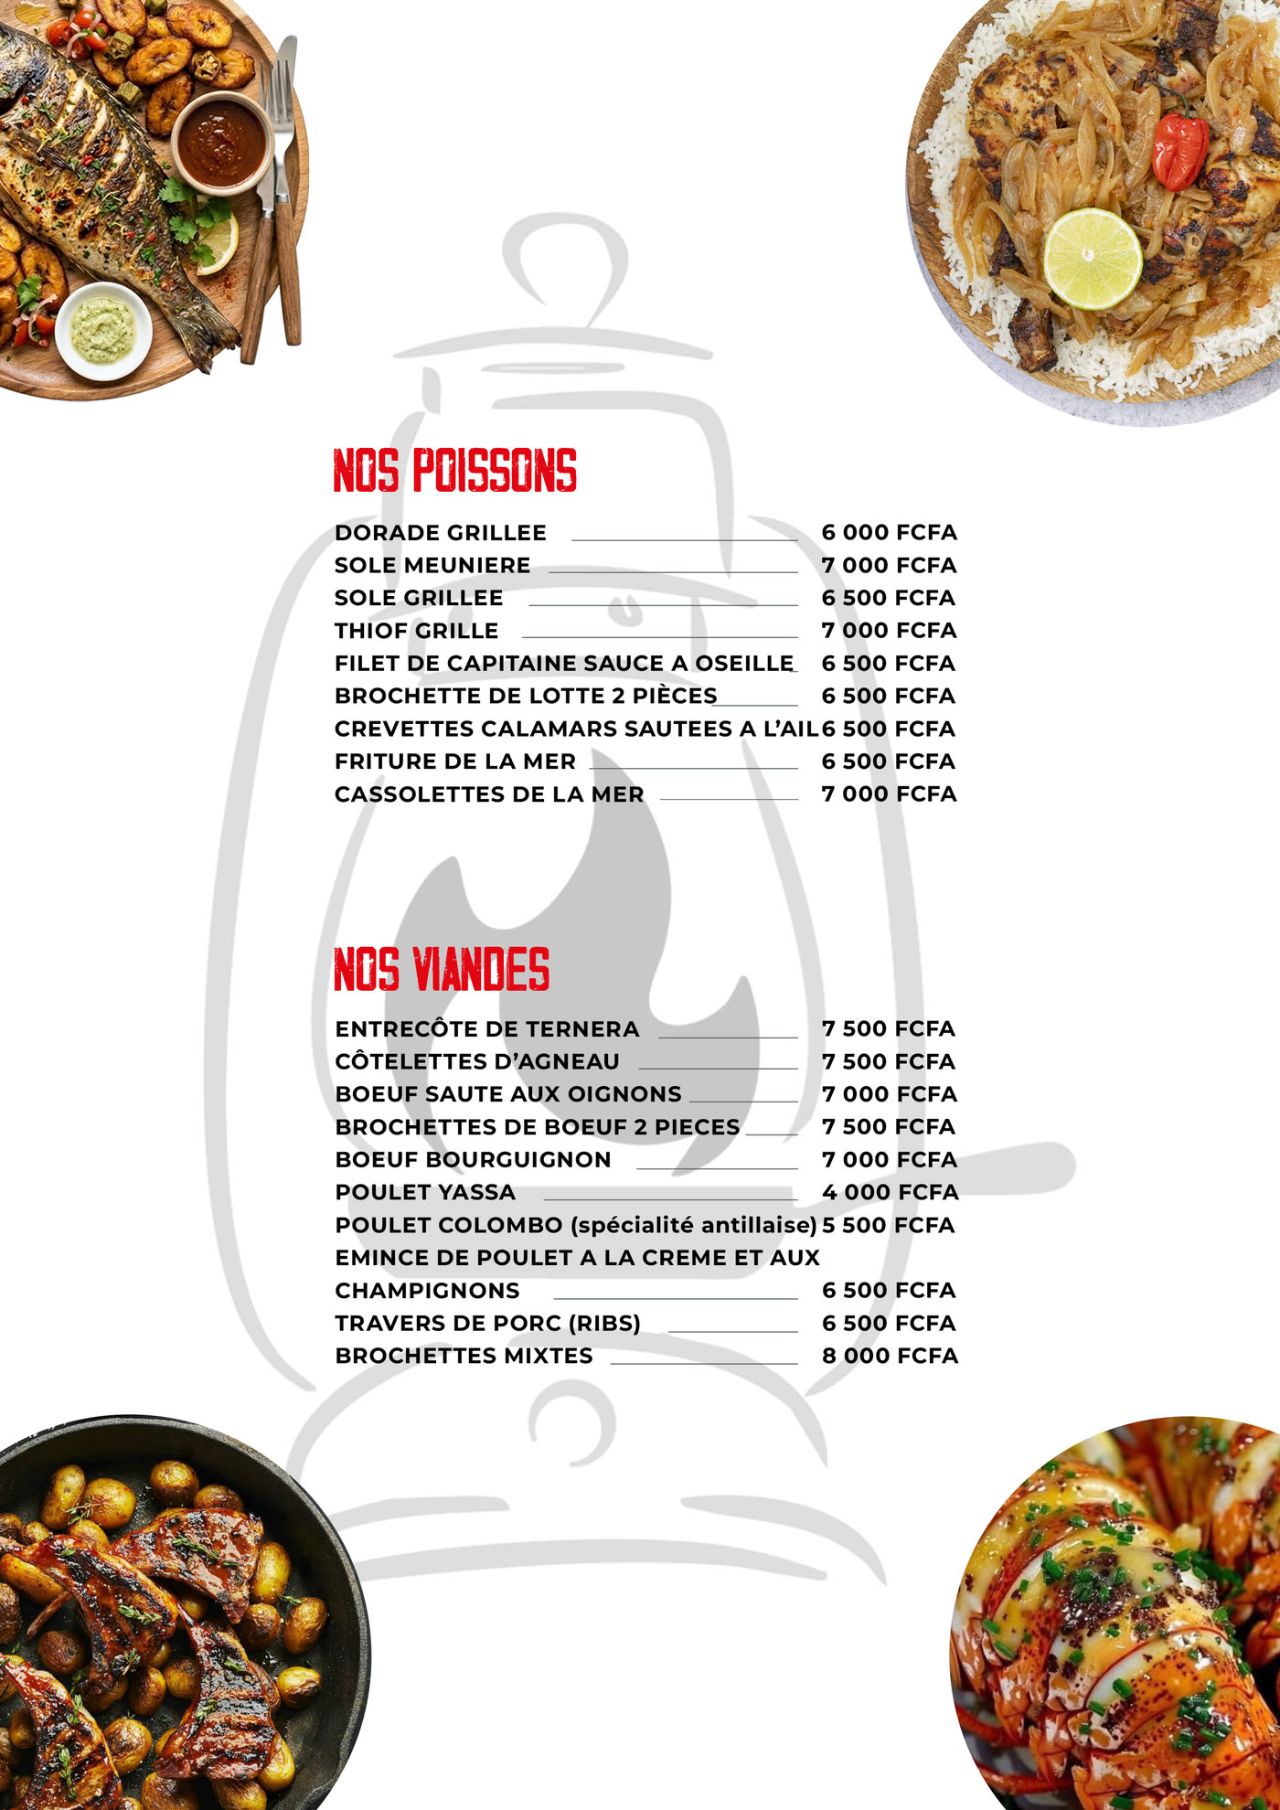 NOS POISSONS
DORADE GRILLEE 6 000 FCFA
SOLE MEUNIERE 7 000 FCFA
SOLE GRILLEE 6 500 FCFA
THIOF GRILLE 7 000 FCFA
FILET DE CAPITAINE SAUCE A OSEILLE 6 500 FCFA
BROCHETTE DE LOTTE 2 PIÈCES 6 500 FCFA
CREVETTES CALAMARS SAUTEES A L’AIL 6 500 FCFA
FRITURE DE LA MER 6 500 FCFA
CASSOLETTES DE LA MER 7 000 FCFA
NOS VIANDES
ENTRECÔTE DE TERNERA 7 500 FCFA
CÔTELETTES D’AGNEAU 7 500 FCFA
BOEUF SAUTE AUX OIGNONS 7 000 FCFA
BROCHETTES DE BOEUF 2 PIECES 7 500 FCFA
BOEUF BOURGUIGNON 7 000 FCFA
POULET YASSA 4 000 FCFA
POULET COLOMBO (spécialité antillaise) 5 500 FCFA
EMINCE DE POULET A LA CREME ET AUX
CHAMPIGNONS 6 500 FCFA
TRAVERS DE PORC (RIBS) 6 500 FCFA
BROCHETTES MIXTES 8 000 FCFA